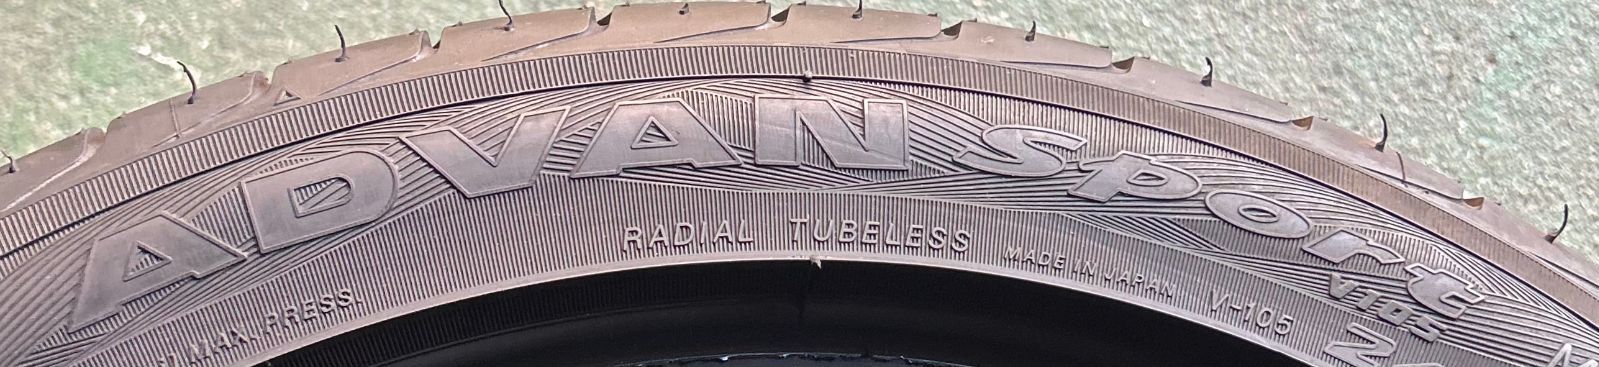 ADVAN Sport
V105
RADIAL TUBELESS MADE IN JAPAN V-105
MAX. PRESS.